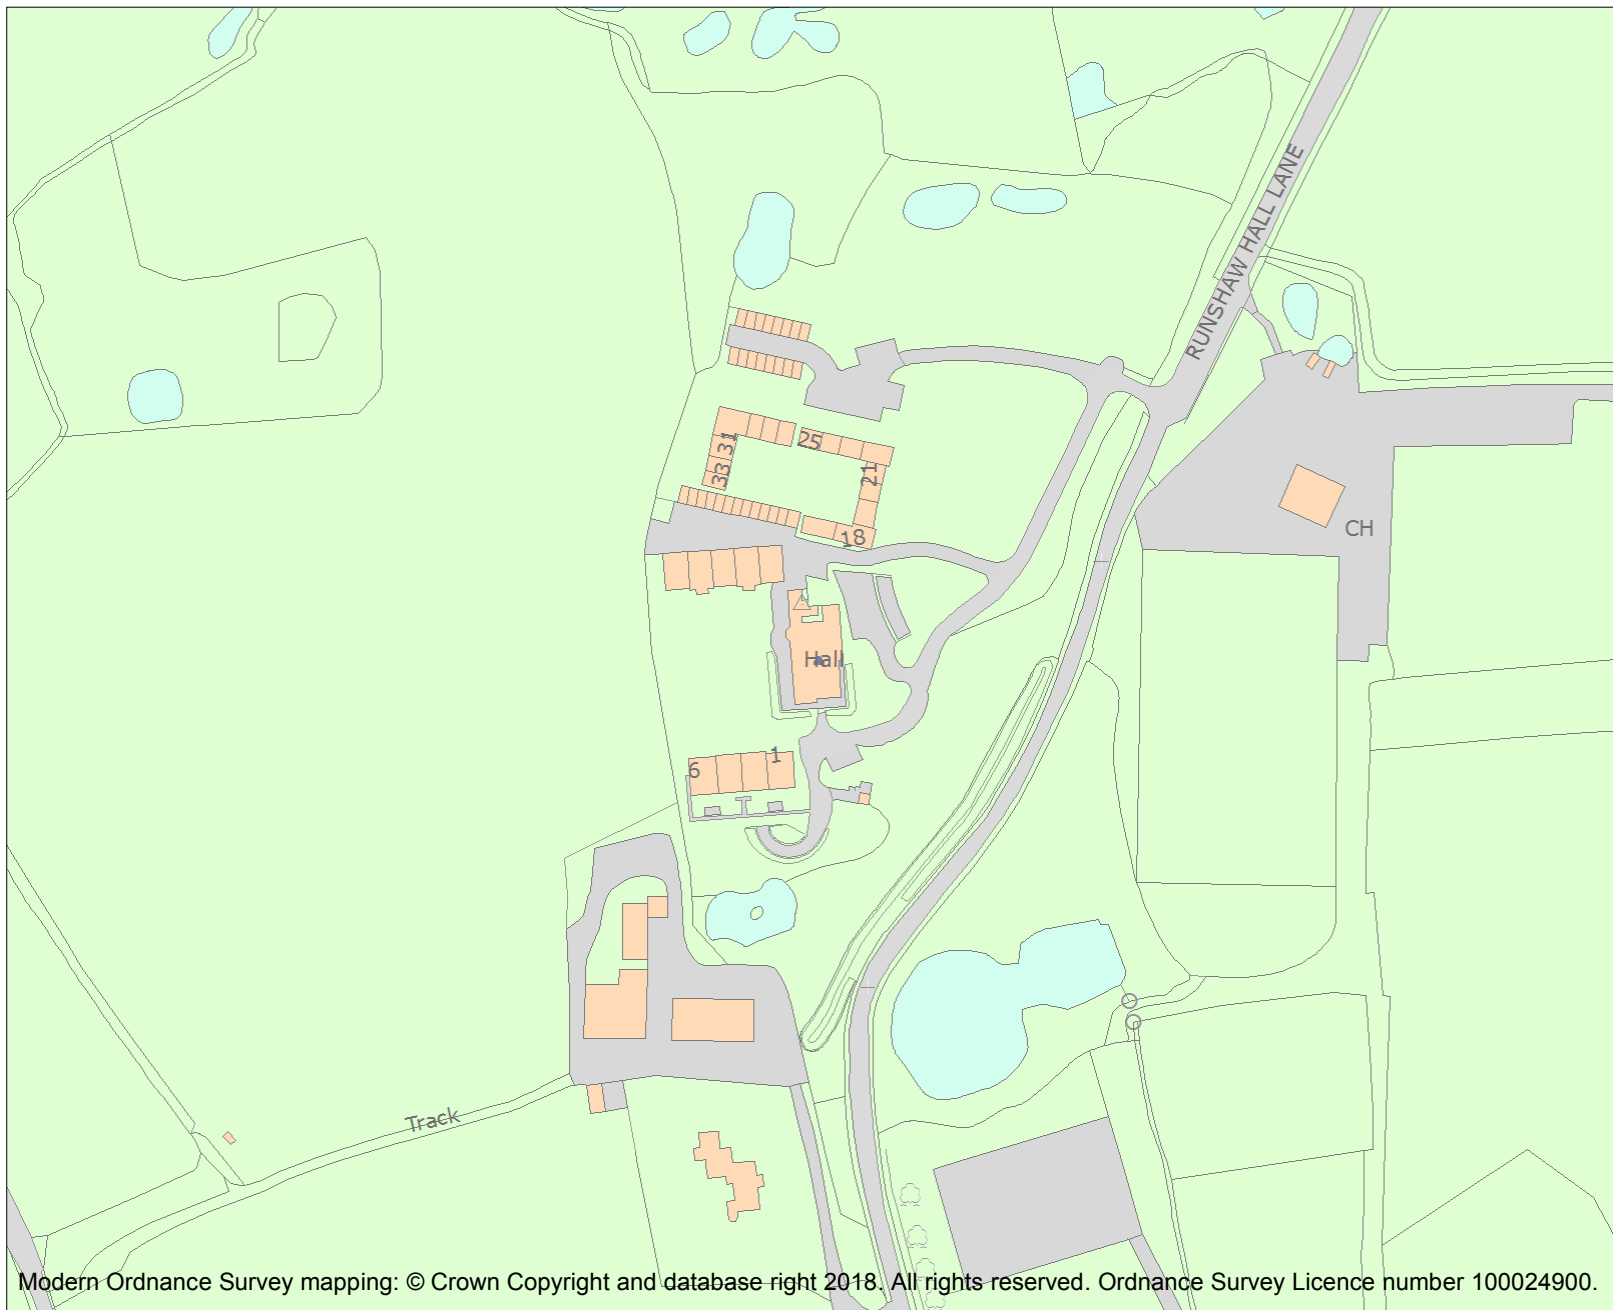 RUNSHAW HALL LANE
31
25
33
21
18
CH
Hall
1
6
Track
Modern Ordnance Survey mapping: © Crown Copyright and database right 2018. All rights reserved. Ordnance Survey Licence number 100024900.